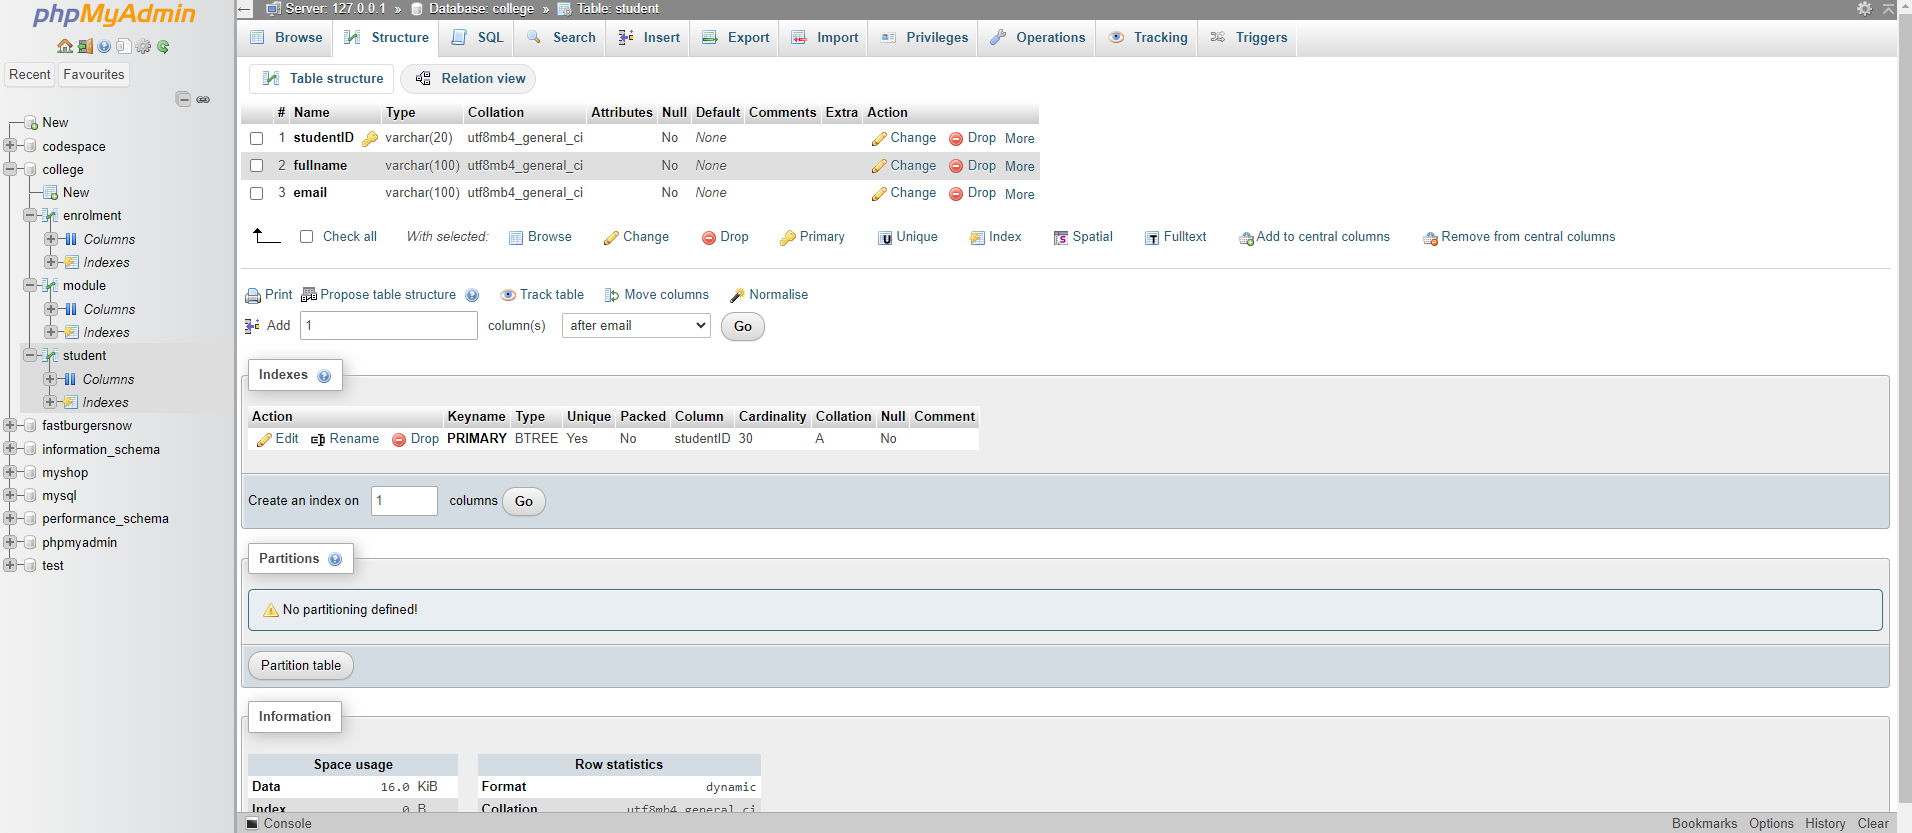 phpMyAdmin
Recent Favourites
New
codespace
college
New
enrolment
Columns
Indexes
module
Columns
Indexes
student
Columns
Indexes
fastburgersnow
information_schema
myshop
mysql
performance_schema
phpmyadmin
test
Server: 127.0.0.1 » Database: college » Table: student
Browse Structure SQL Search Insert Export Import Privileges Operations Tracking Triggers
Table structure Relation view
# Name Type Collation Attributes Null Default Comments Extra Action
1 studentID varchar(20) utf8mb4_general_ci No None Change Drop More
2 fullname varchar(100) utf8mb4_general_ci No None Change Drop More
3 email varchar(100) utf8mb4_general_ci No None Change Drop More
Check all With selected: Browse Change Drop Primary Unique Index Spatial Fulltext Add to central columns Remove from central columns
Print Propose table structure Track table Move columns Normalise
Add 1 column(s) after email Go
Indexes
Action Keyname Type Unique Packed Column Cardinality Collation Null Comment
Edit Rename Drop PRIMARY BTREE Yes No studentID 30 A No
Create an index on 1 columns Go
Partitions
No partitioning defined!
Partition table
Information
Space usage Row statistics
Data 16.0 KiB Format dynamic
Index 0 B Collation utf8mb4_general_ci
Console Bookmarks Options History Clear